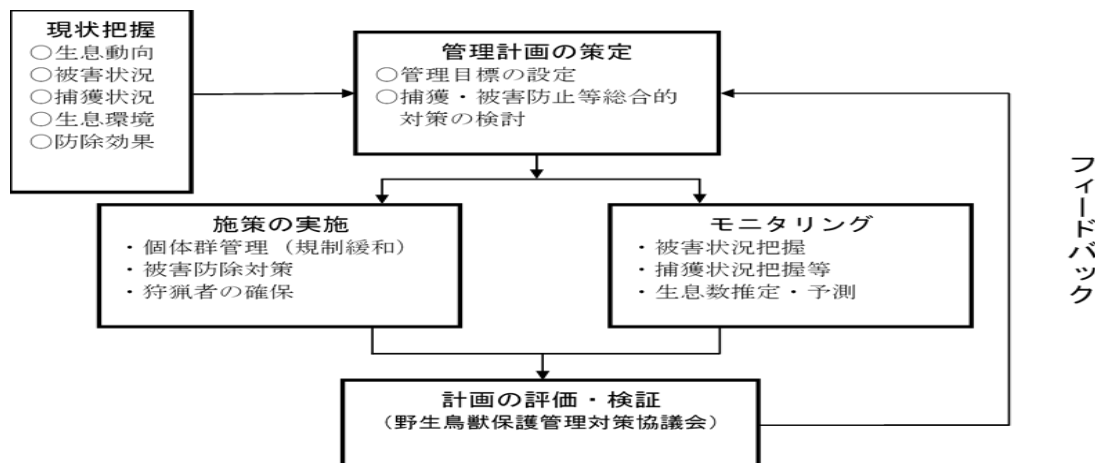 現状把握
○生息動向
○被害状況
○捕獲状況
○生息環境
○防除効果
管理計画の策定
○管理目標の設定
○捕獲・被害防止等総合的
対策の検討
施策の実施
・個体群管理（規制緩和）
・被害防除対策
・狩猟者の確保
モニタリング
・被害状況把握
・捕獲状況把握等
・生息数推定・予測
計画の評価・検証
（野生鳥獣保護管理対策協議会）
フィードバック